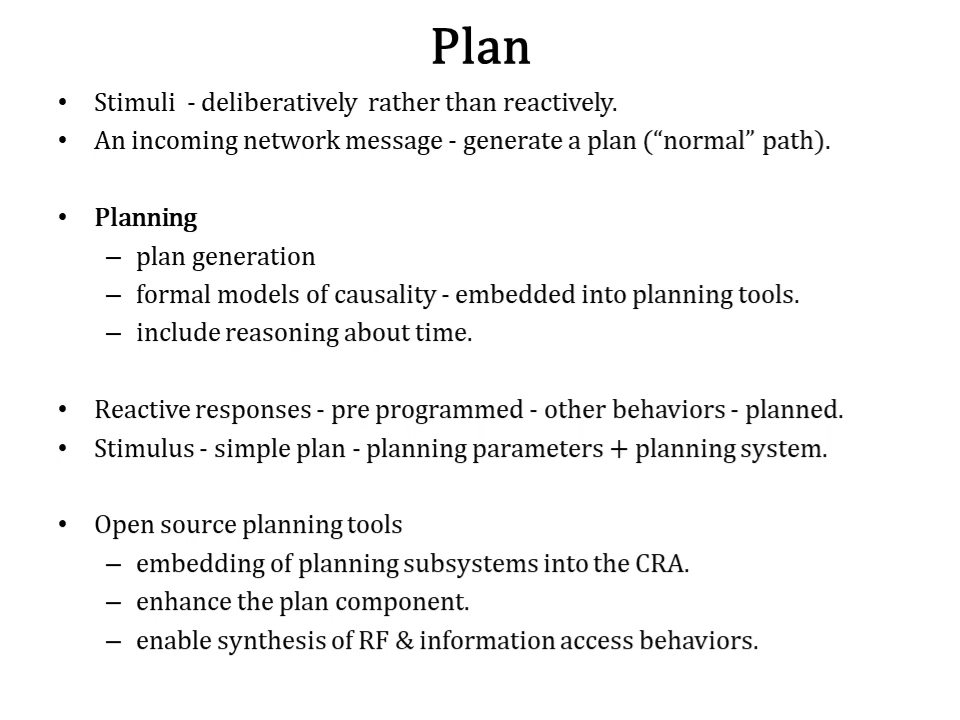 Plan
• Stimuli - deliberatively rather than reactively.
• An incoming network message - generate a plan (“normal” path).
• Planning
– plan generation
– formal models of causality - embedded into planning tools.
– include reasoning about time.
• Reactive responses - pre programmed - other behaviors - planned.
• Stimulus - simple plan - planning parameters + planning system.
• Open source planning tools
– embedding of planning subsystems into the CRA.
– enhance the plan component.
– enable synthesis of RF & information access behaviors.